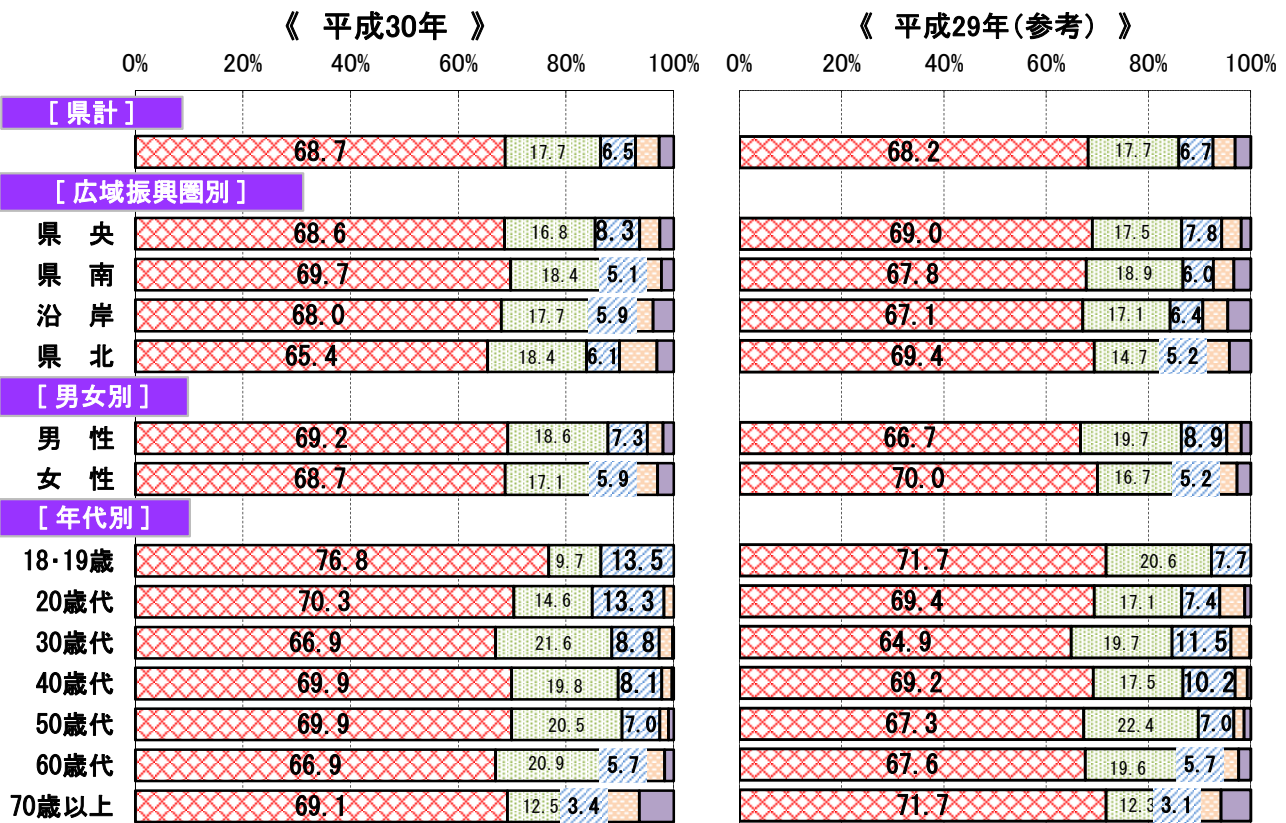 《 平成30年 》 《 平成29年(参考) 》
0% 20% 40% 60% 80% 100% 0% 20% 40% 60% 80% 100%
[ 県計 ]
68.7 17.7 6.5 68.2 17.7 6.7
[ 広域振興圏別 ]
県 央 68.6 16.8 8.3 69.0 17.5 7.8
県 南 69.7 18.4 5.1 67.8 18.9 6.0
沿 岸 68.0 17.7 5.9 67.1 17.1 6.4
県 北 65.4 18.4 6.1 69.4 14.7 5.2
[ 男女別 ]
男 性 69.2 18.6 7.3 66.7 19.7 8.9
女 性 68.7 17.1 5.9 70.0 16.7 5.2
[ 年代別 ]
18・19歳 76.8 9.7 13.5 71.7 20.6 7.7
20歳代 70.3 14.6 13.3 69.4 17.1 7.4
30歳代 66.9 21.6 8.8 64.9 19.7 11.5
40歳代 69.9 19.8 8.1 69.2 17.5 10.2
50歳代 69.9 20.5 7.0 67.3 22.4 7.0
60歳代 66.9 20.9 5.7 67.6 19.6 5.7
70歳以上 69.1 12.5 3.4 71.7 12.3 3.1